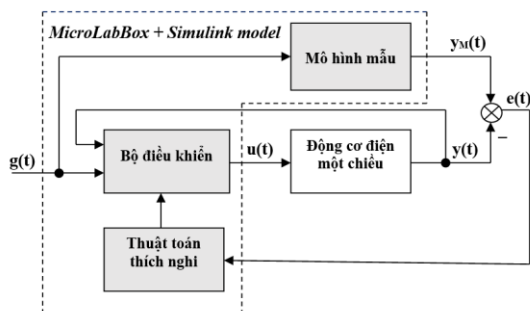 MicroLabBox + Simulink model
Mô hình mẫu
yM(t)
e(t)
g(t)
Bộ điều khiển
u(t)
Động cơ điện
một chiều
y(t)
–
Thuật toán
thích nghi